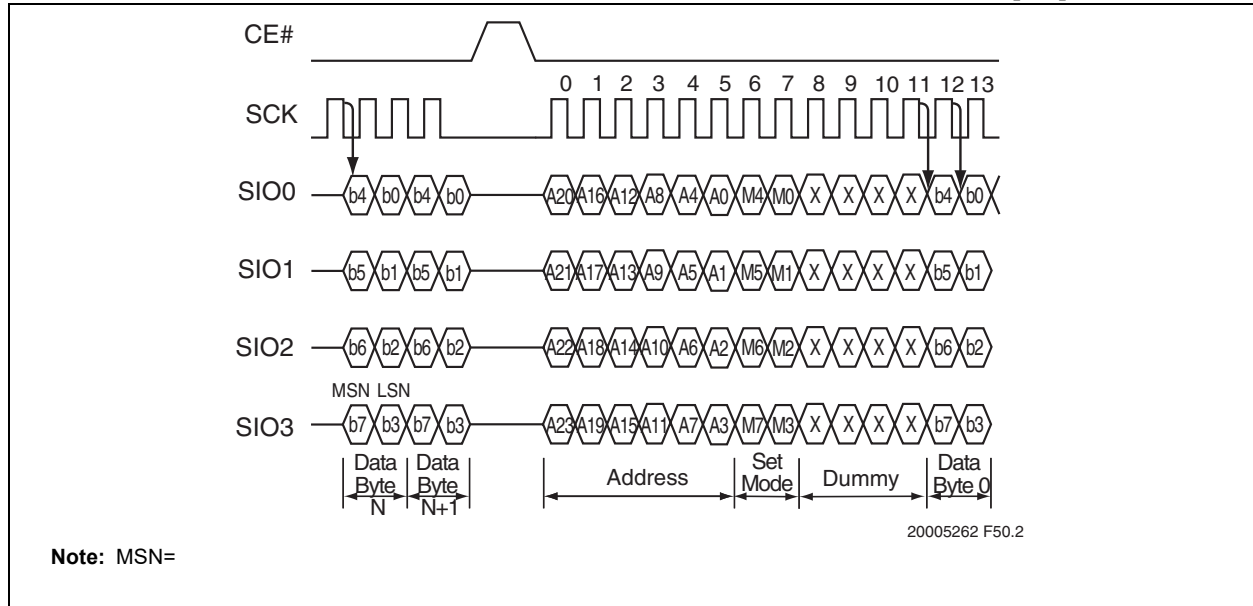 CE#
0 1 2 3 4 5 6 7 8 9 10 11 12 13
SCK
SIO0 b4 b0 b4 b0 A20 A16 A12 A8 A4 A0 M4 M0 X X X X b4 b0
SIO1 b5 b1 b5 b1 A21 A17 A13 A9 A5 A1 M5 M1 X X X X b5 b1
SIO2 b6 b2 b6 b2 A22 A18 A14 A10 A6 A2 M6 M2 X X X X b6 b2
MSN LSN
SIO3 b7 b3 b7 b3 A23 A19 A15 A11 A7 A3 M7 M3 X X X X b7 b3
Data Byte N
Data Byte N+1
Address
Set Mode
Dummy
Data Byte 0
20005262 F50.2
Note: MSN=